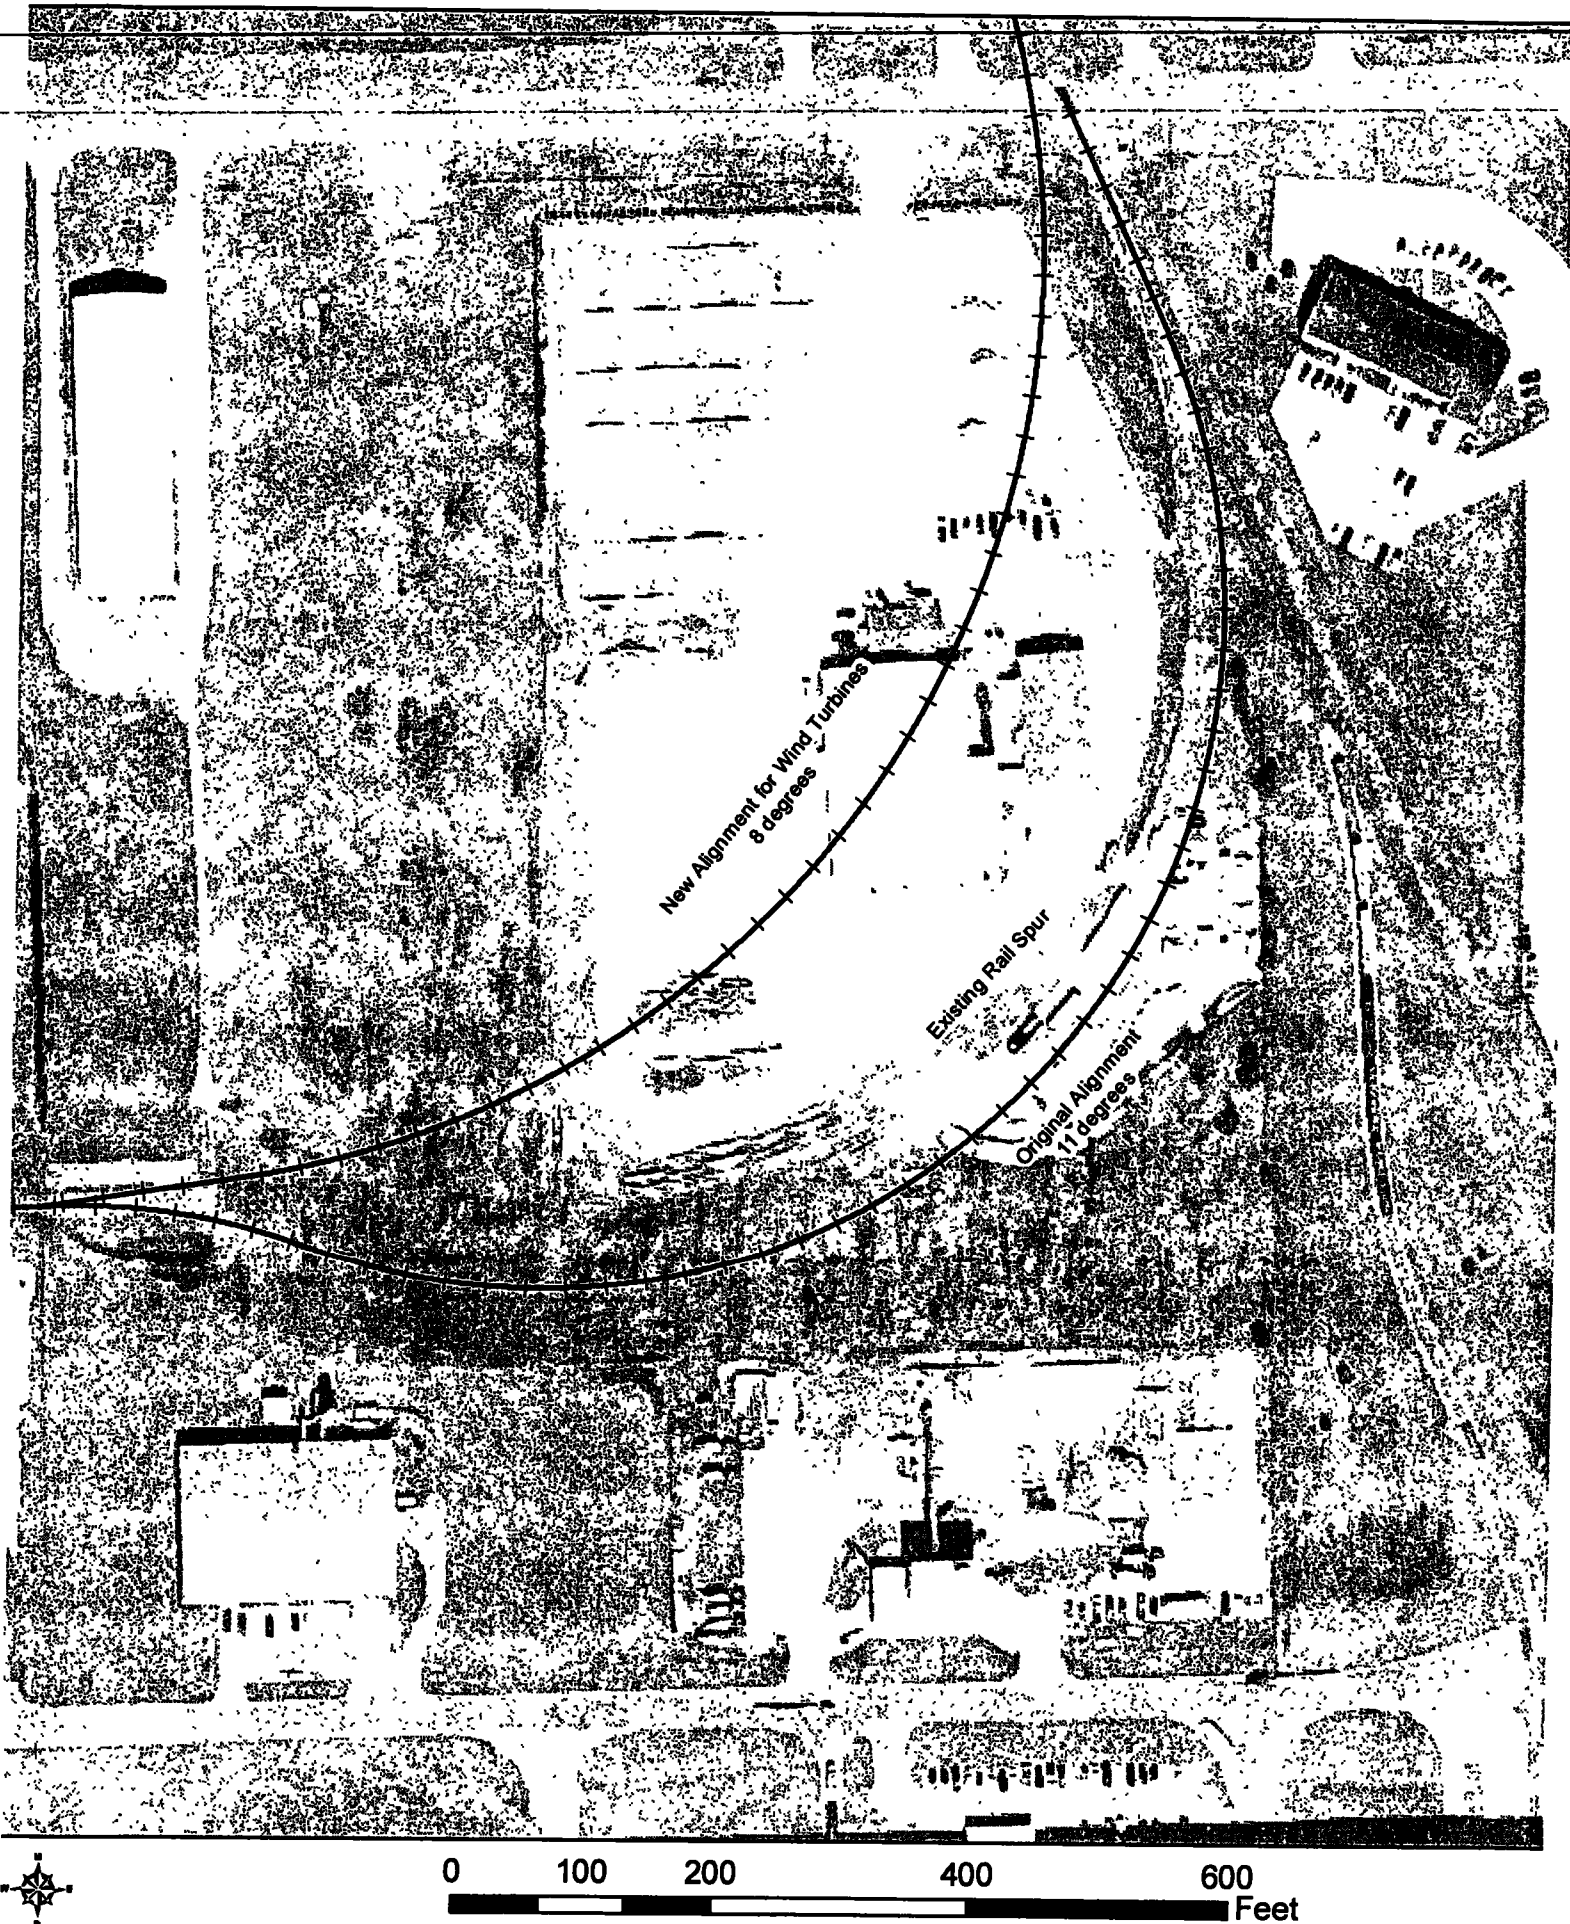 New Alignment for Wind Turbines
8 degrees
Existing Rail Spur
Original Alignment
11 degrees
0 100 200 400 600
Feet